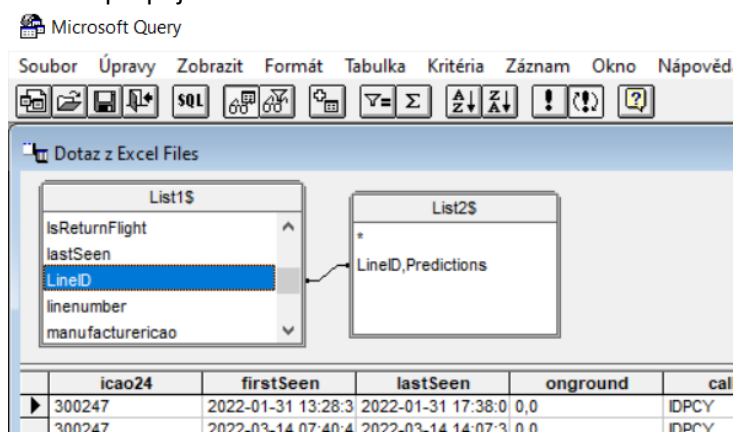 Microsoft Query
Soubor Úpravy Zobrazit Formát Tabulka Kritéria Záznam Okno Nápověda
SQL
Dotaz z Excel Files
List1$
IsReturnFlight
lastSeen
LineID
linenumber
manufacturericao
List2$
*
LineID,Predictions
icao24 firstSeen lastSeen onground cal
300247 2022-01-31 13:28:3 2022-01-31 17:38:0 0,0 IDPCY
300247 2022-03-14 07:40:4 2022-03-14 14:07:3 0,0 IDPCY